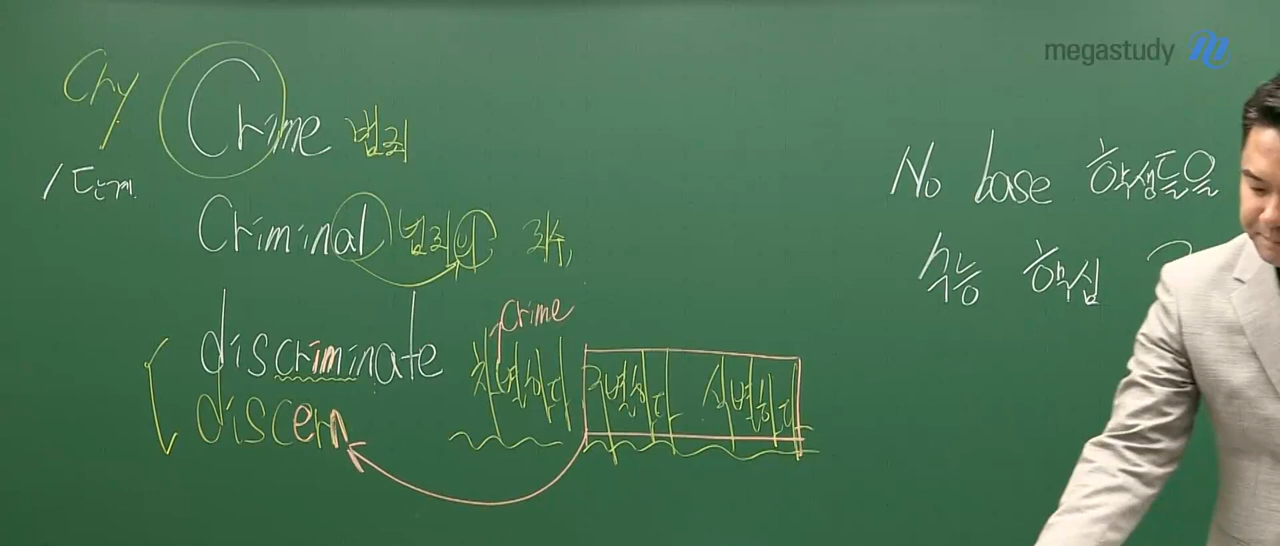 megastudy
Cry Crime 범죄
1단계
Criminal 범죄의 죄수,
crime
discriminate 차별하다 구별하다 식별하다
discern
No base 학생들을
수능 핵심